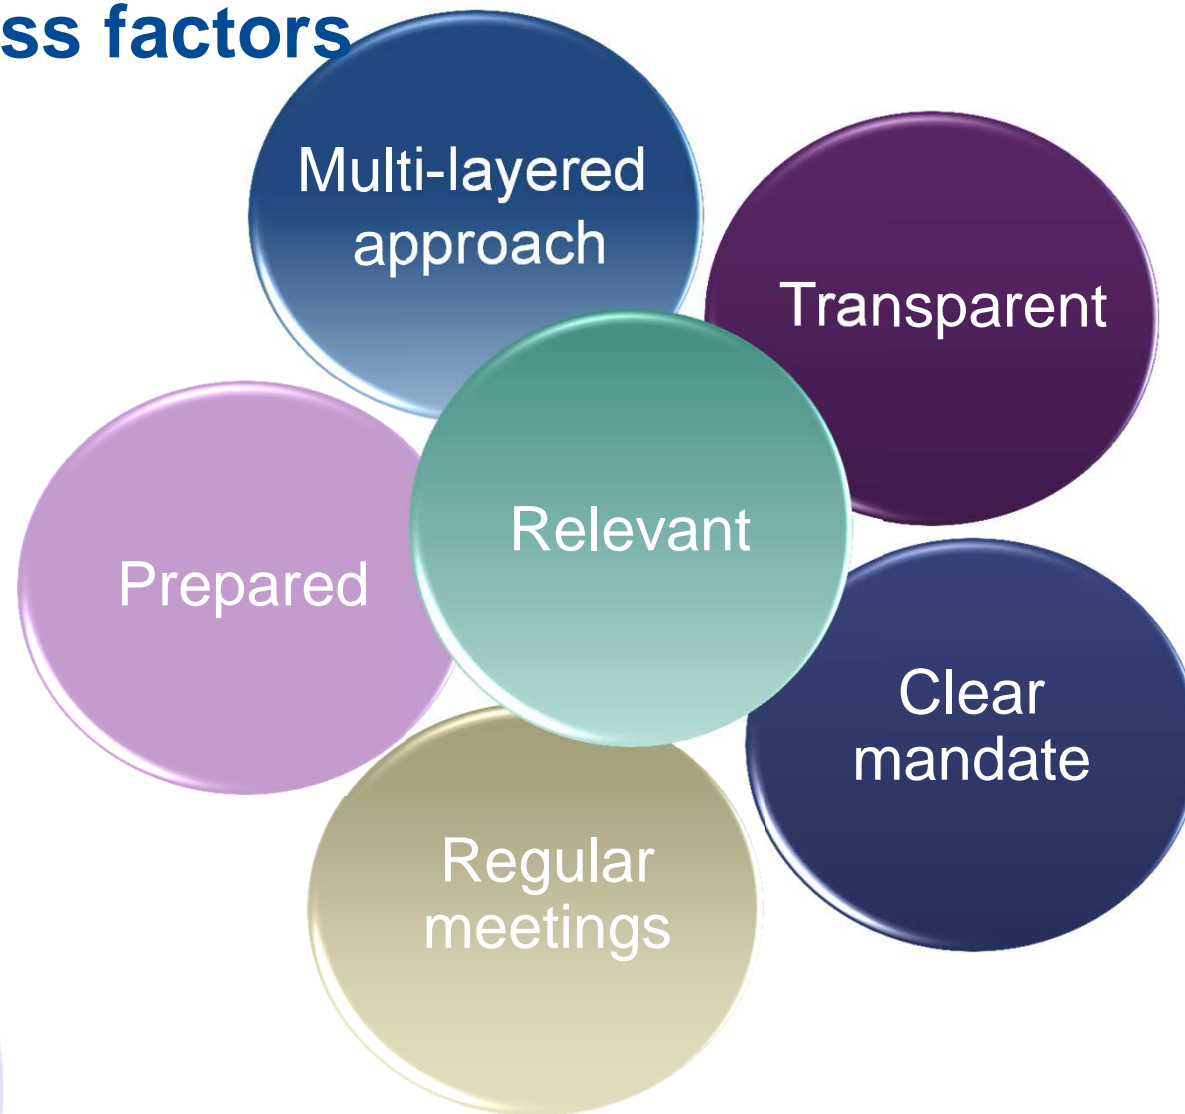 ss factors
Multi-layered
approach
Transparent
Relevant
Prepared
Clear
mandate
Regular
meetings